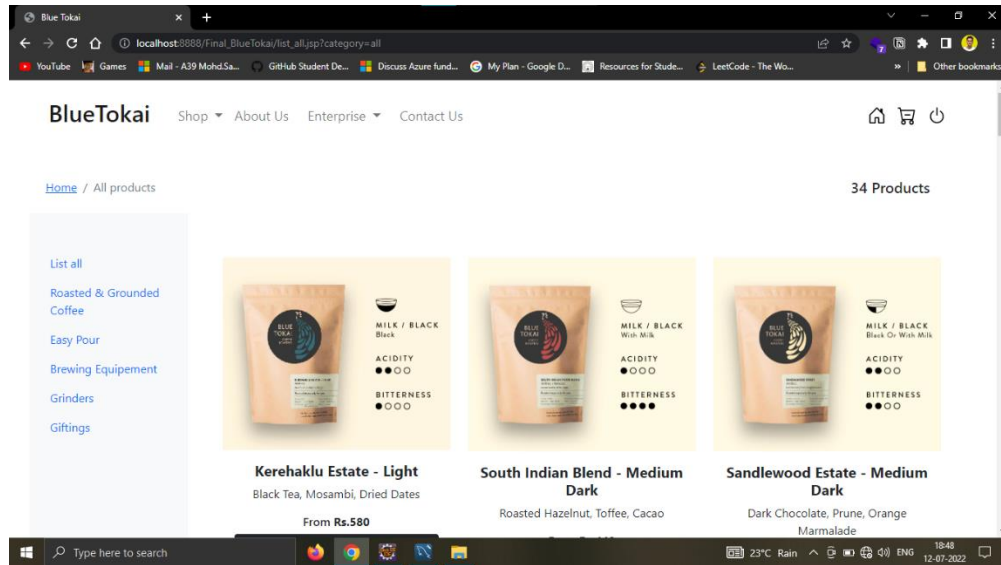 Blue Tokai
localhost:8888/Final_BlueTokai/list_all.jsp?category=all
YouTube Games Mail - A39 Mohd.Sa... GitHub Student De... Discuss Azure fund... My Plan - Google D... Resources for Stude... LeetCode - The Wo... » Other bookmarks
BlueTokai Shop About Us Enterprise Contact Us
Home / All products
34 Products
List all
Roasted & Grounded
Coffee
Easy Pour
Brewing Equipement
Grinders
Giftings
BLUE
TOKAI
MILK / BLACK
Black
ACIDITY
BITTERNESS
Kerehaklu Estate - Light
Black Tea, Mosambi, Dried Dates
From Rs.580
BLUE
TOKAI
MILK / BLACK
With Milk
ACIDITY
BITTERNESS
South Indian Blend - Medium
Dark
Roasted Hazelnut, Toffee, Cacao
BLUE
TOKAI
MILK / BLACK
Black Or With Milk
ACIDITY
BITTERNESS
Sandlewood Estate - Medium
Dark
Dark Chocolate, Prune, Orange
Marmalade
Type here to search
23°C Rain
ENG
18:48
12-07-2022